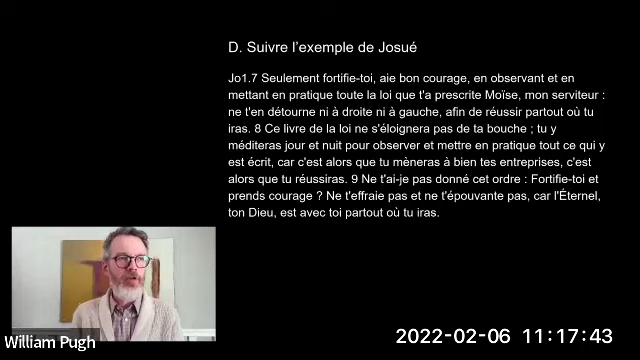 D. Suivre l'exemple de Josué
Jo1.7 Seulement fortifie-toi, aie bon courage, en observant et en
mettant en pratique toute la loi que t'a prescrite Moïse, mon serviteur :
ne t'en détourne ni à droite ni à gauche, afin de réussir partout où tu
iras. 8 Ce livre de la loi ne s'éloignera pas de ta bouche ; tu y
méditeras jour et nuit pour observer et mettre en pratique tout ce qui y
est écrit, car c'est alors que tu mèneras à bien tes entreprises, c'est
alors que tu réussiras. 9 Ne t'ai-je pas donné cet ordre : Fortifie-toi et
prends courage ? Ne t'effraie pas et ne t'épouvante pas, car l'Éternel,
ton Dieu, est avec toi partout où tu iras.
William Pugh
2022-02-06 11:17:43